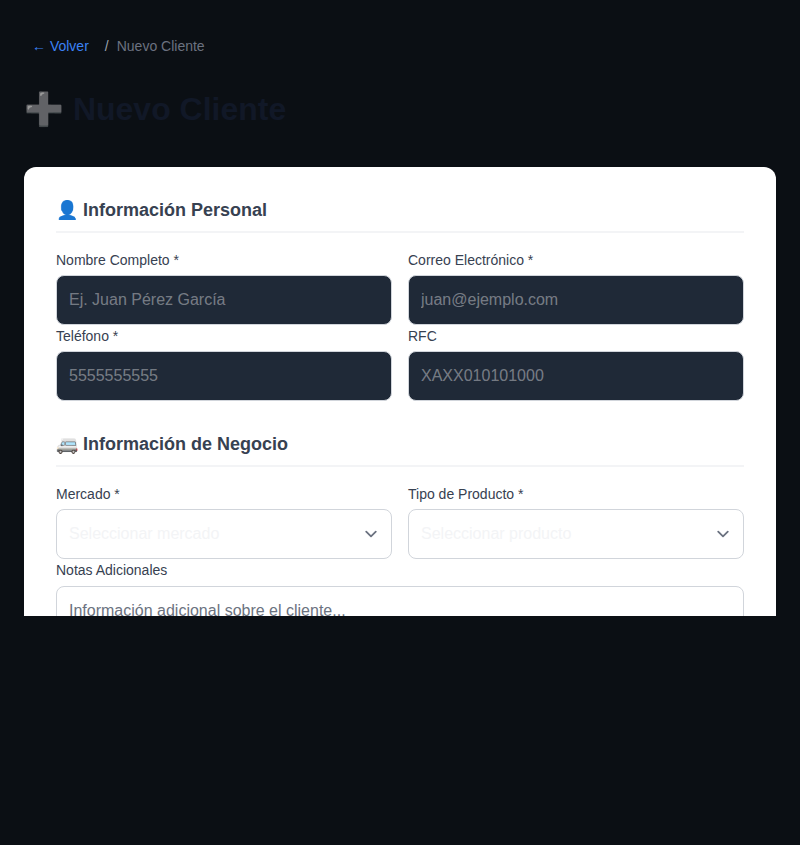 ← Volver / Nuevo Cliente
➕ Nuevo Cliente
👤 Información Personal
Nombre Completo * Correo Electrónico *
Ej. Juan Pérez García juan@ejemplo.com
Teléfono * RFC
5555555555 XAXX010101000
🚐 Información de Negocio
Mercado * Tipo de Producto *
Seleccionar mercado Seleccionar producto
Notas Adicionales
Información adicional sobre el cliente...